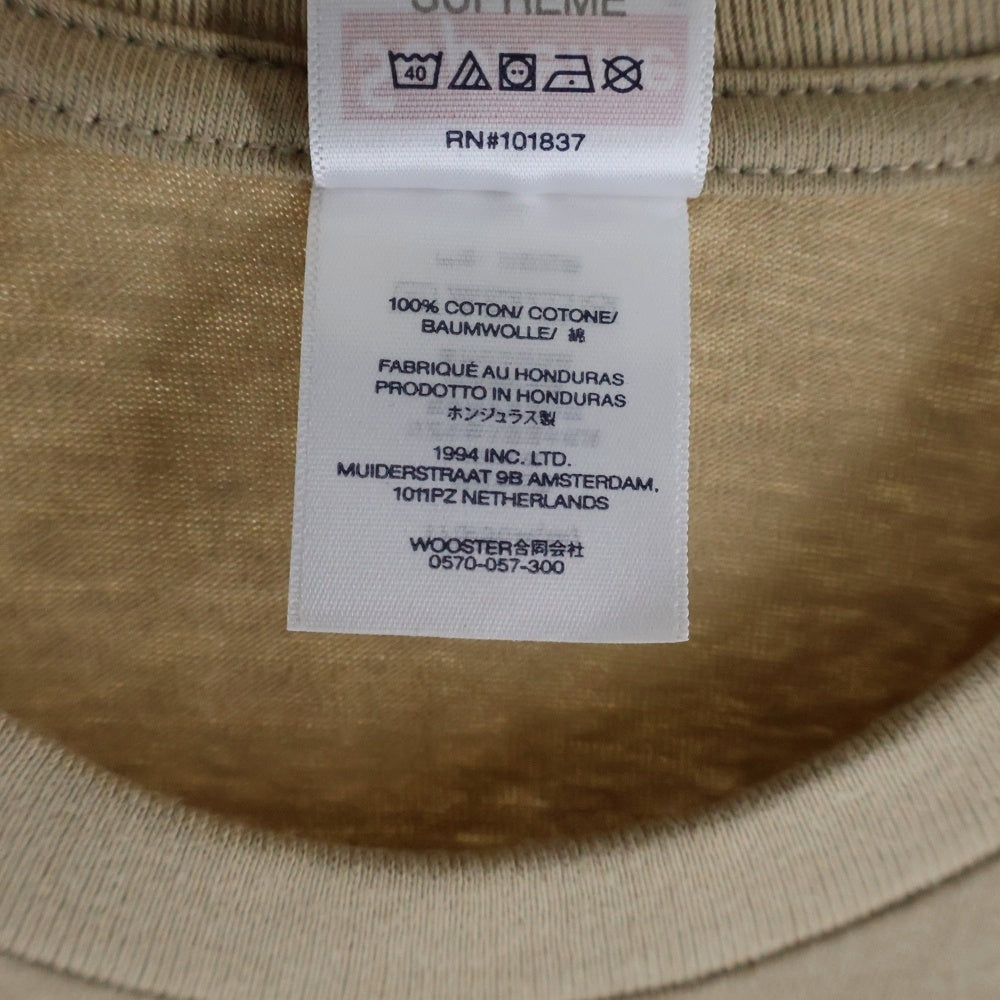 SUPREME
40
RN#101837
100% COTON/ COTONE/
BAUMWOLLE/ 綿
FABRIQUÉ AU HONDURAS
PRODOTTO IN HONDURAS
ホンジュラス製
1994 INC. LTD.
MUIDERSTRAAT 9B AMSTERDAM,
1011PZ NETHERLANDS
WOOSTER合同会社
0570-057-300